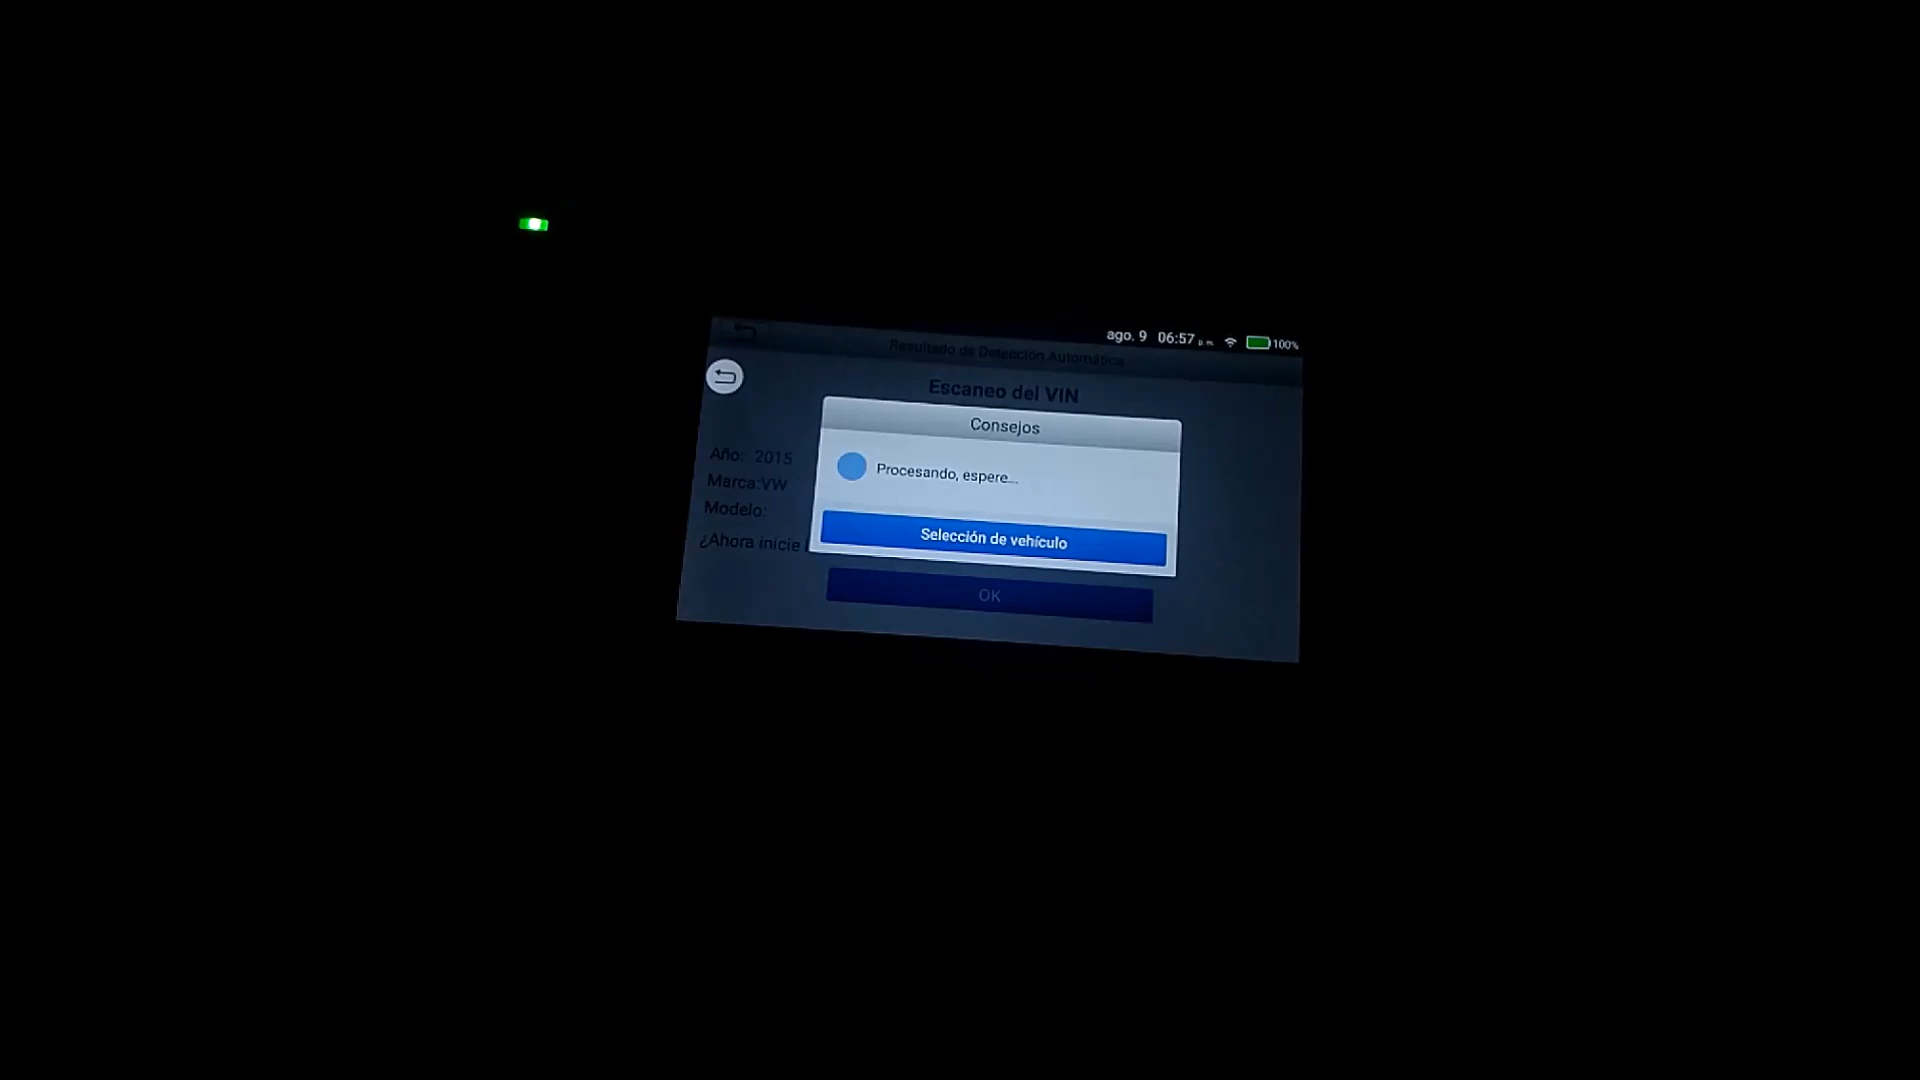 ago. 9 06:57 p. m. 100%
Resultado de Detección Automática
Escaneo del VIN
Consejos
Año: 2015
Procesando, espere...
Marca:VW
Modelo:
Selección de vehículo
¿Ahora inicie
OK